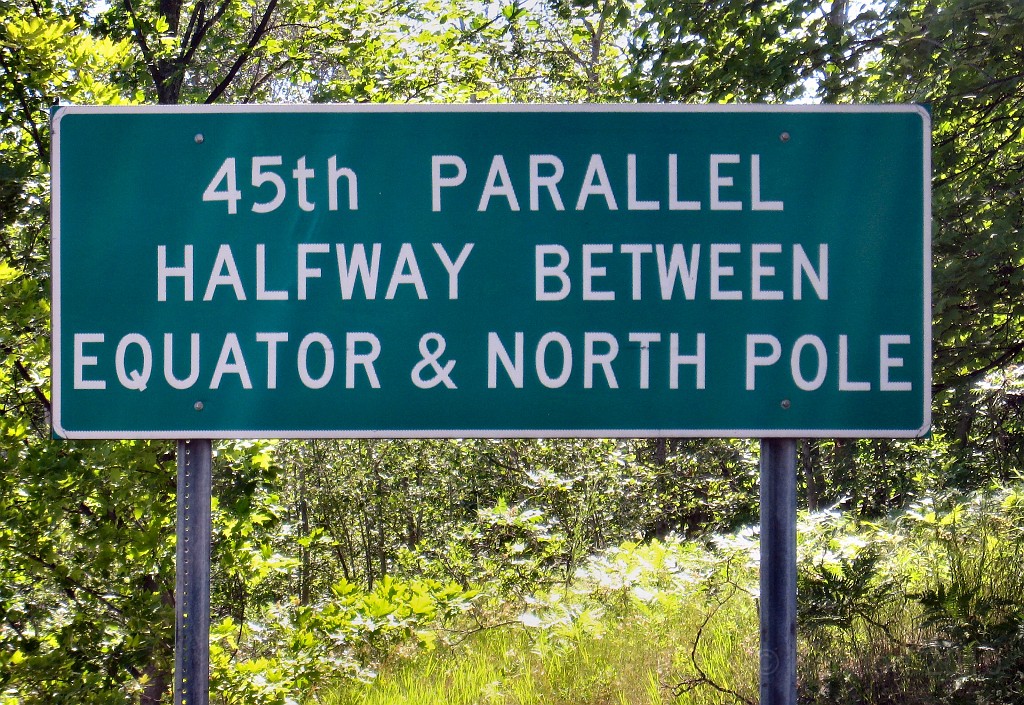 45th PARALLEL
HALFWAY BETWEEN
EQUATOR & NORTH POLE